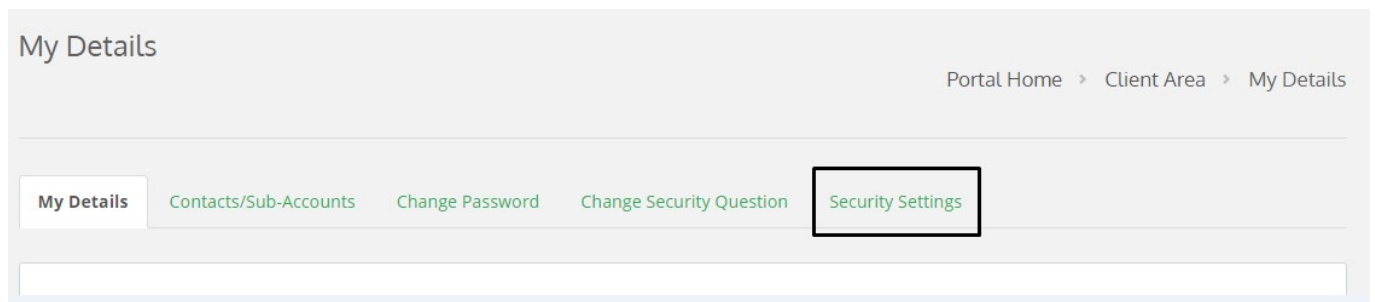 My Details
Portal Home > Client Area > My Details
My Details Contacts/Sub-Accounts Change Password Change Security Question Security Settings